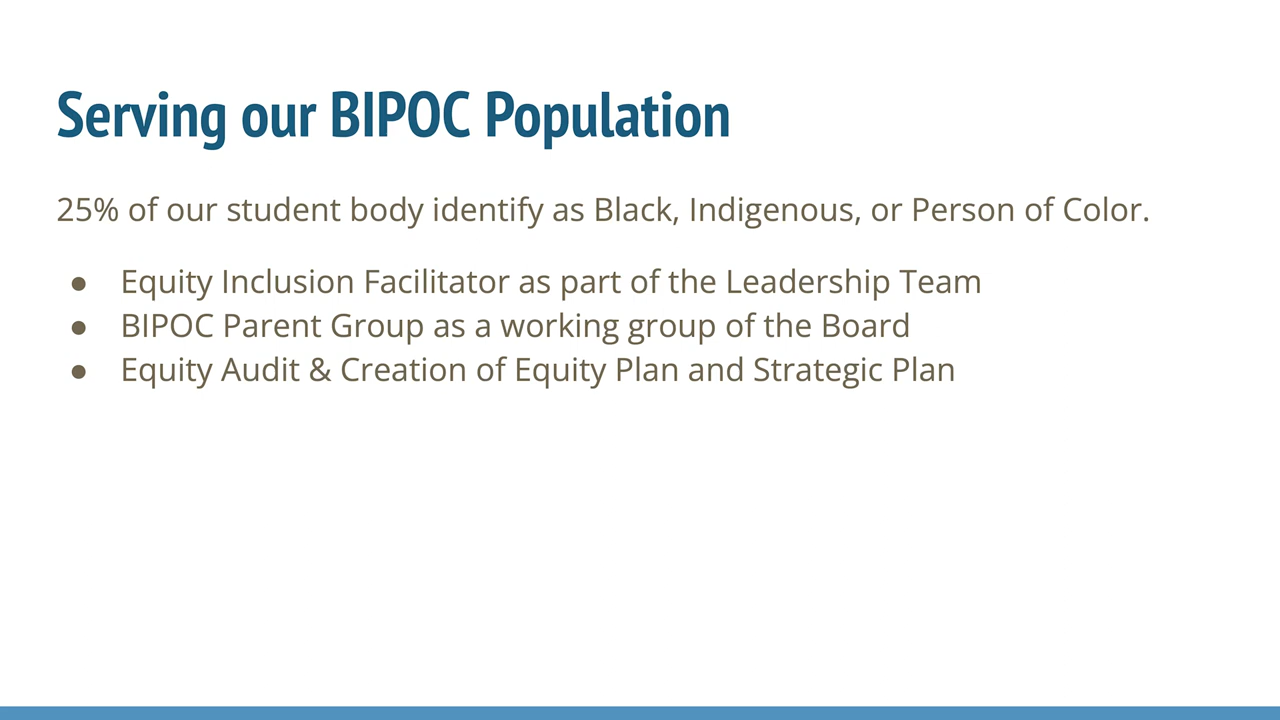 Serving our BIPOC Population
25% of our student body identify as Black, Indigenous, or Person of Color.
● Equity Inclusion Facilitator as part of the Leadership Team
● BIPOC Parent Group as a working group of the Board
● Equity Audit & Creation of Equity Plan and Strategic Plan